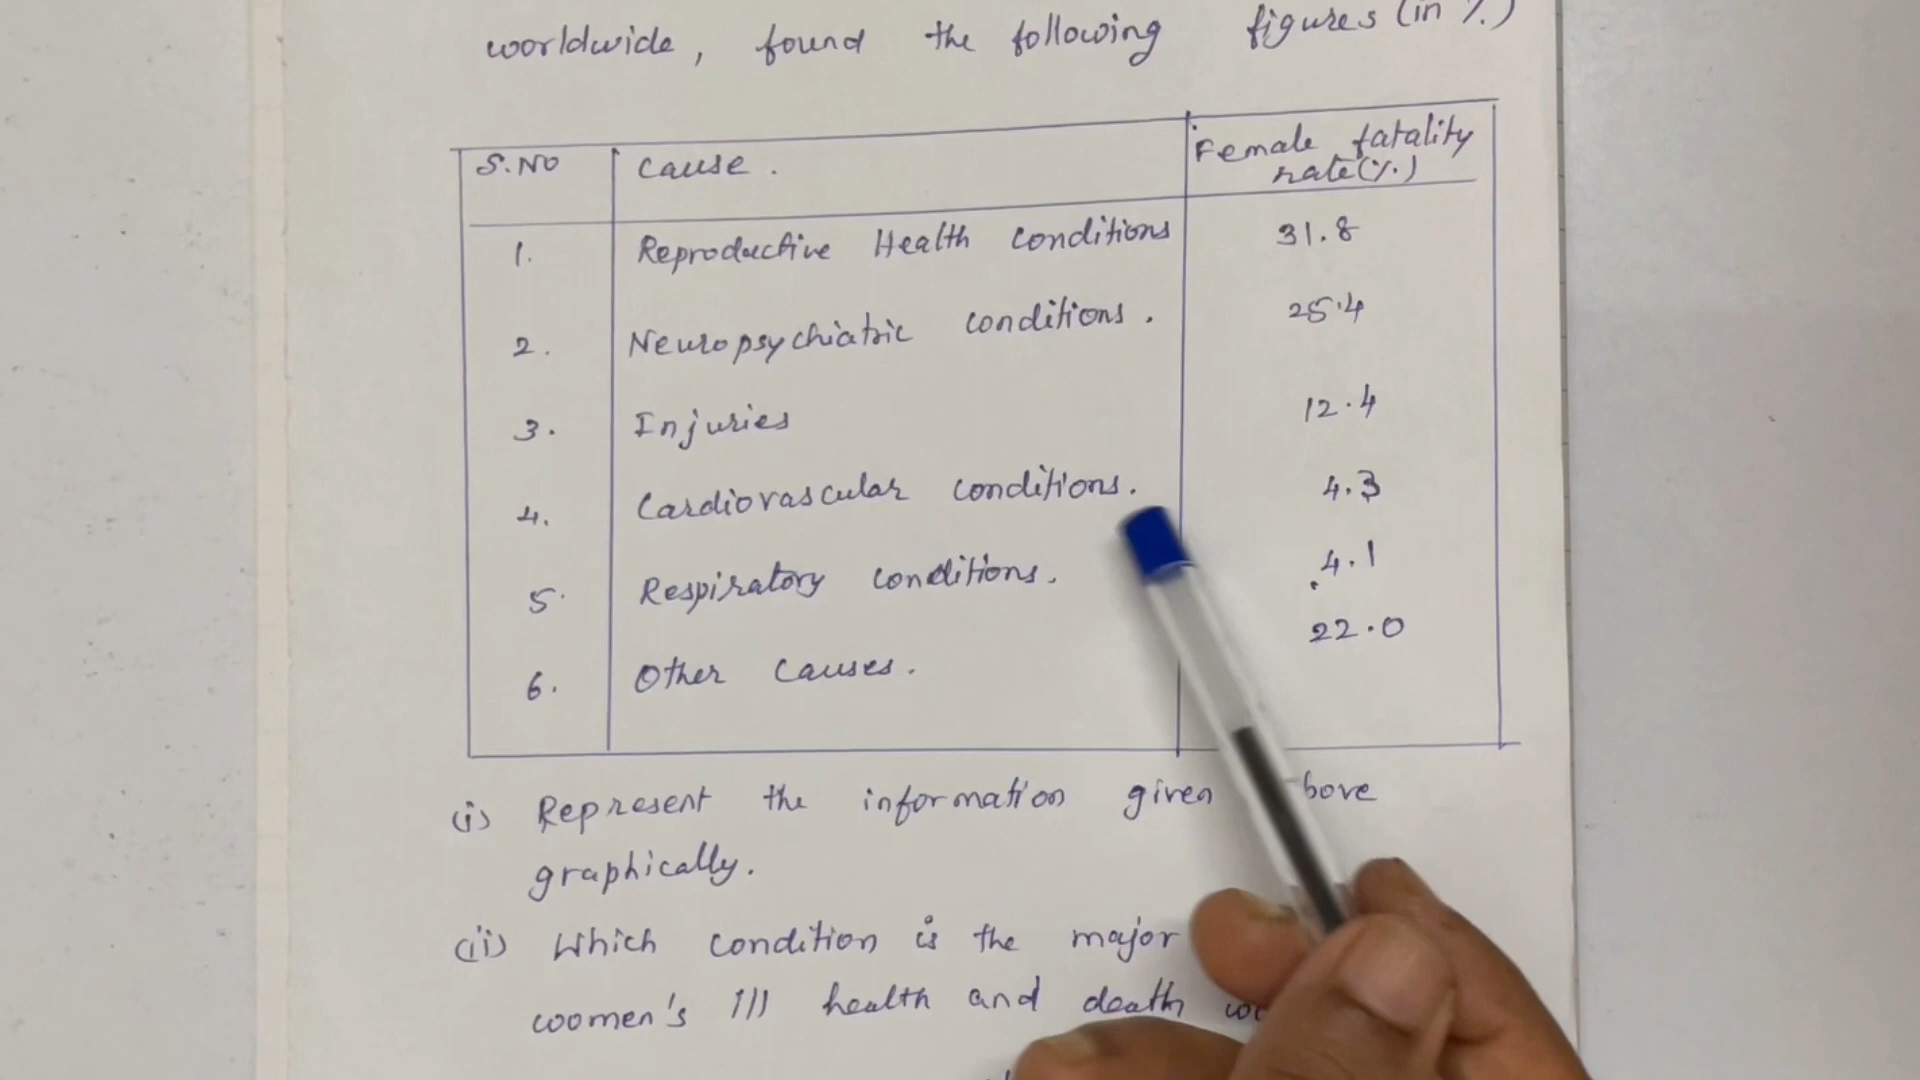 worldwide, found the following figures (in %)
S.NO Cause. Female fatality rate (%)
1. Reproductive Health conditions 31.8
2. Neuropsychiatric conditions. 25.4
3. Injuries 12.4
4. Cardiovascular conditions. 4.3
5. Respiratory conditions. 4.1
6. Other causes. 22.0
(i) Represent the information given bove
graphically.
(ii) Which condition is the major
women's ill health and death